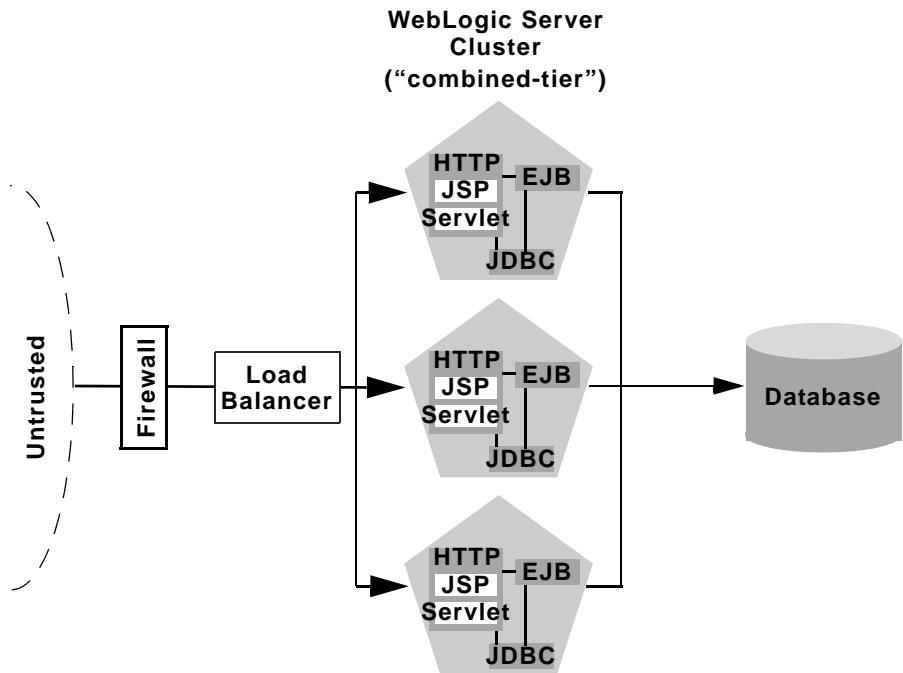 WebLogic Server
Cluster
(“combined-tier”)
HTTP
JSP
Servlet
EJB
JDBC
Untrusted
Firewall
Load
Balancer
HTTP
JSP
Servlet
EJB
JDBC
Database
HTTP
JSP
Servlet
EJB
JDBC